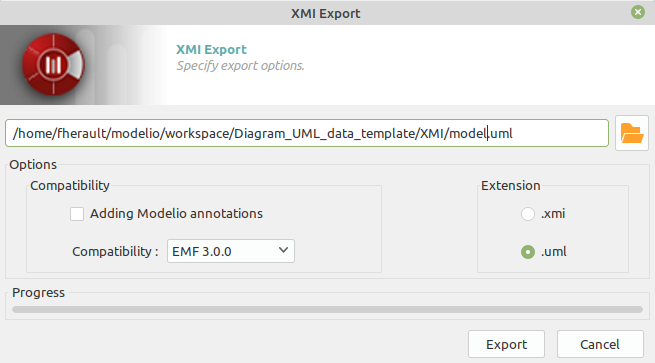 XMI Export
XMI Export
Specify export options.
/home/fherault/modelio/workspace/Diagram_UML_data_template/XMI/model.uml
Options
Compatibility
Extension
Adding Modelio annotations
.xmi
Compatibility : EMF 3.0.0
.uml
Progress
Export Cancel